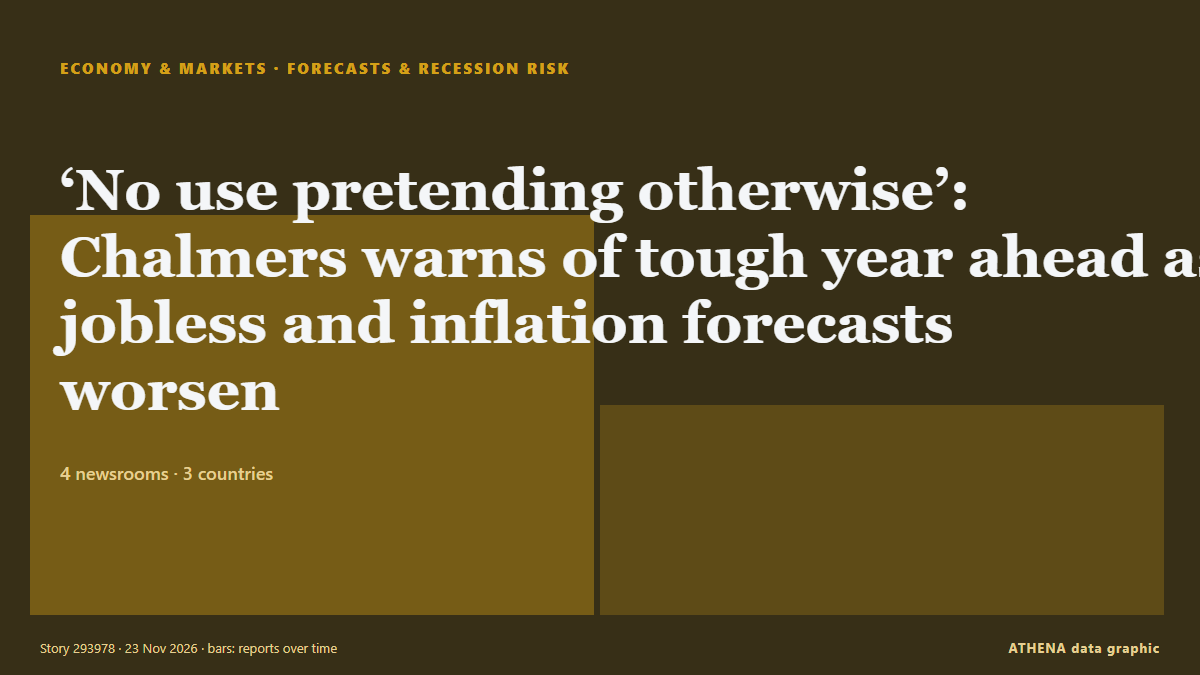 ECONOMY & MARKETS · FORECASTS & RECESSION RISK
‘No use pretending otherwise’:
Chalmers warns of tough year ahead as
jobless and inflation forecasts
worsen
4 newsrooms · 3 countries
Story 293978 · 23 Nov 2026 · bars: reports over time
ATHENA data graphic